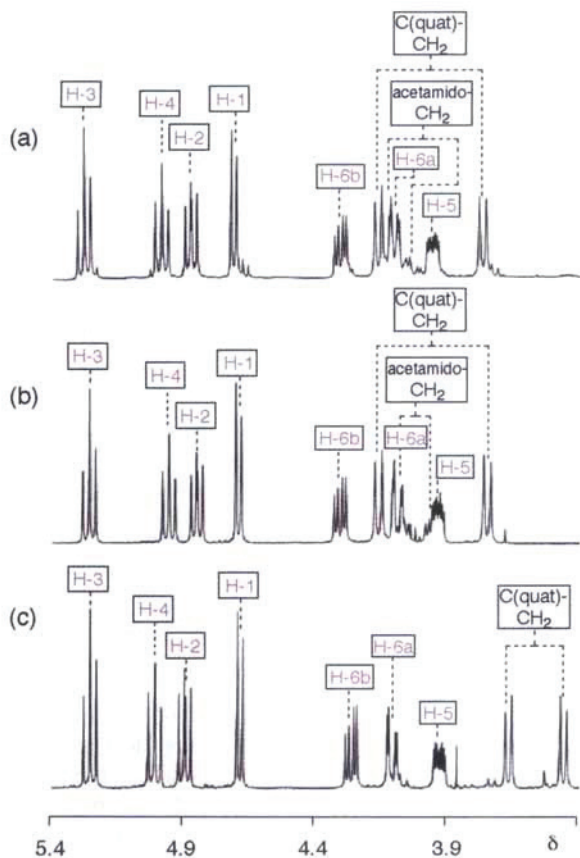 C(quat)-
CH2
H-3
H-4
acetamido-
CH2
H-1
(a)
H-2
H-6a
H-6b
H-5
C(quat)-
CH2
H-3
acetamido-
CH2
H-4
H-1
(b)
H-2
H-6b
H-6a
H-5
H-3
C(quat)-
CH2
H-1
(c)
H-4
H-2
H-6a
H-6b
H-5
5.4 4.9 4.4 3.9 δ